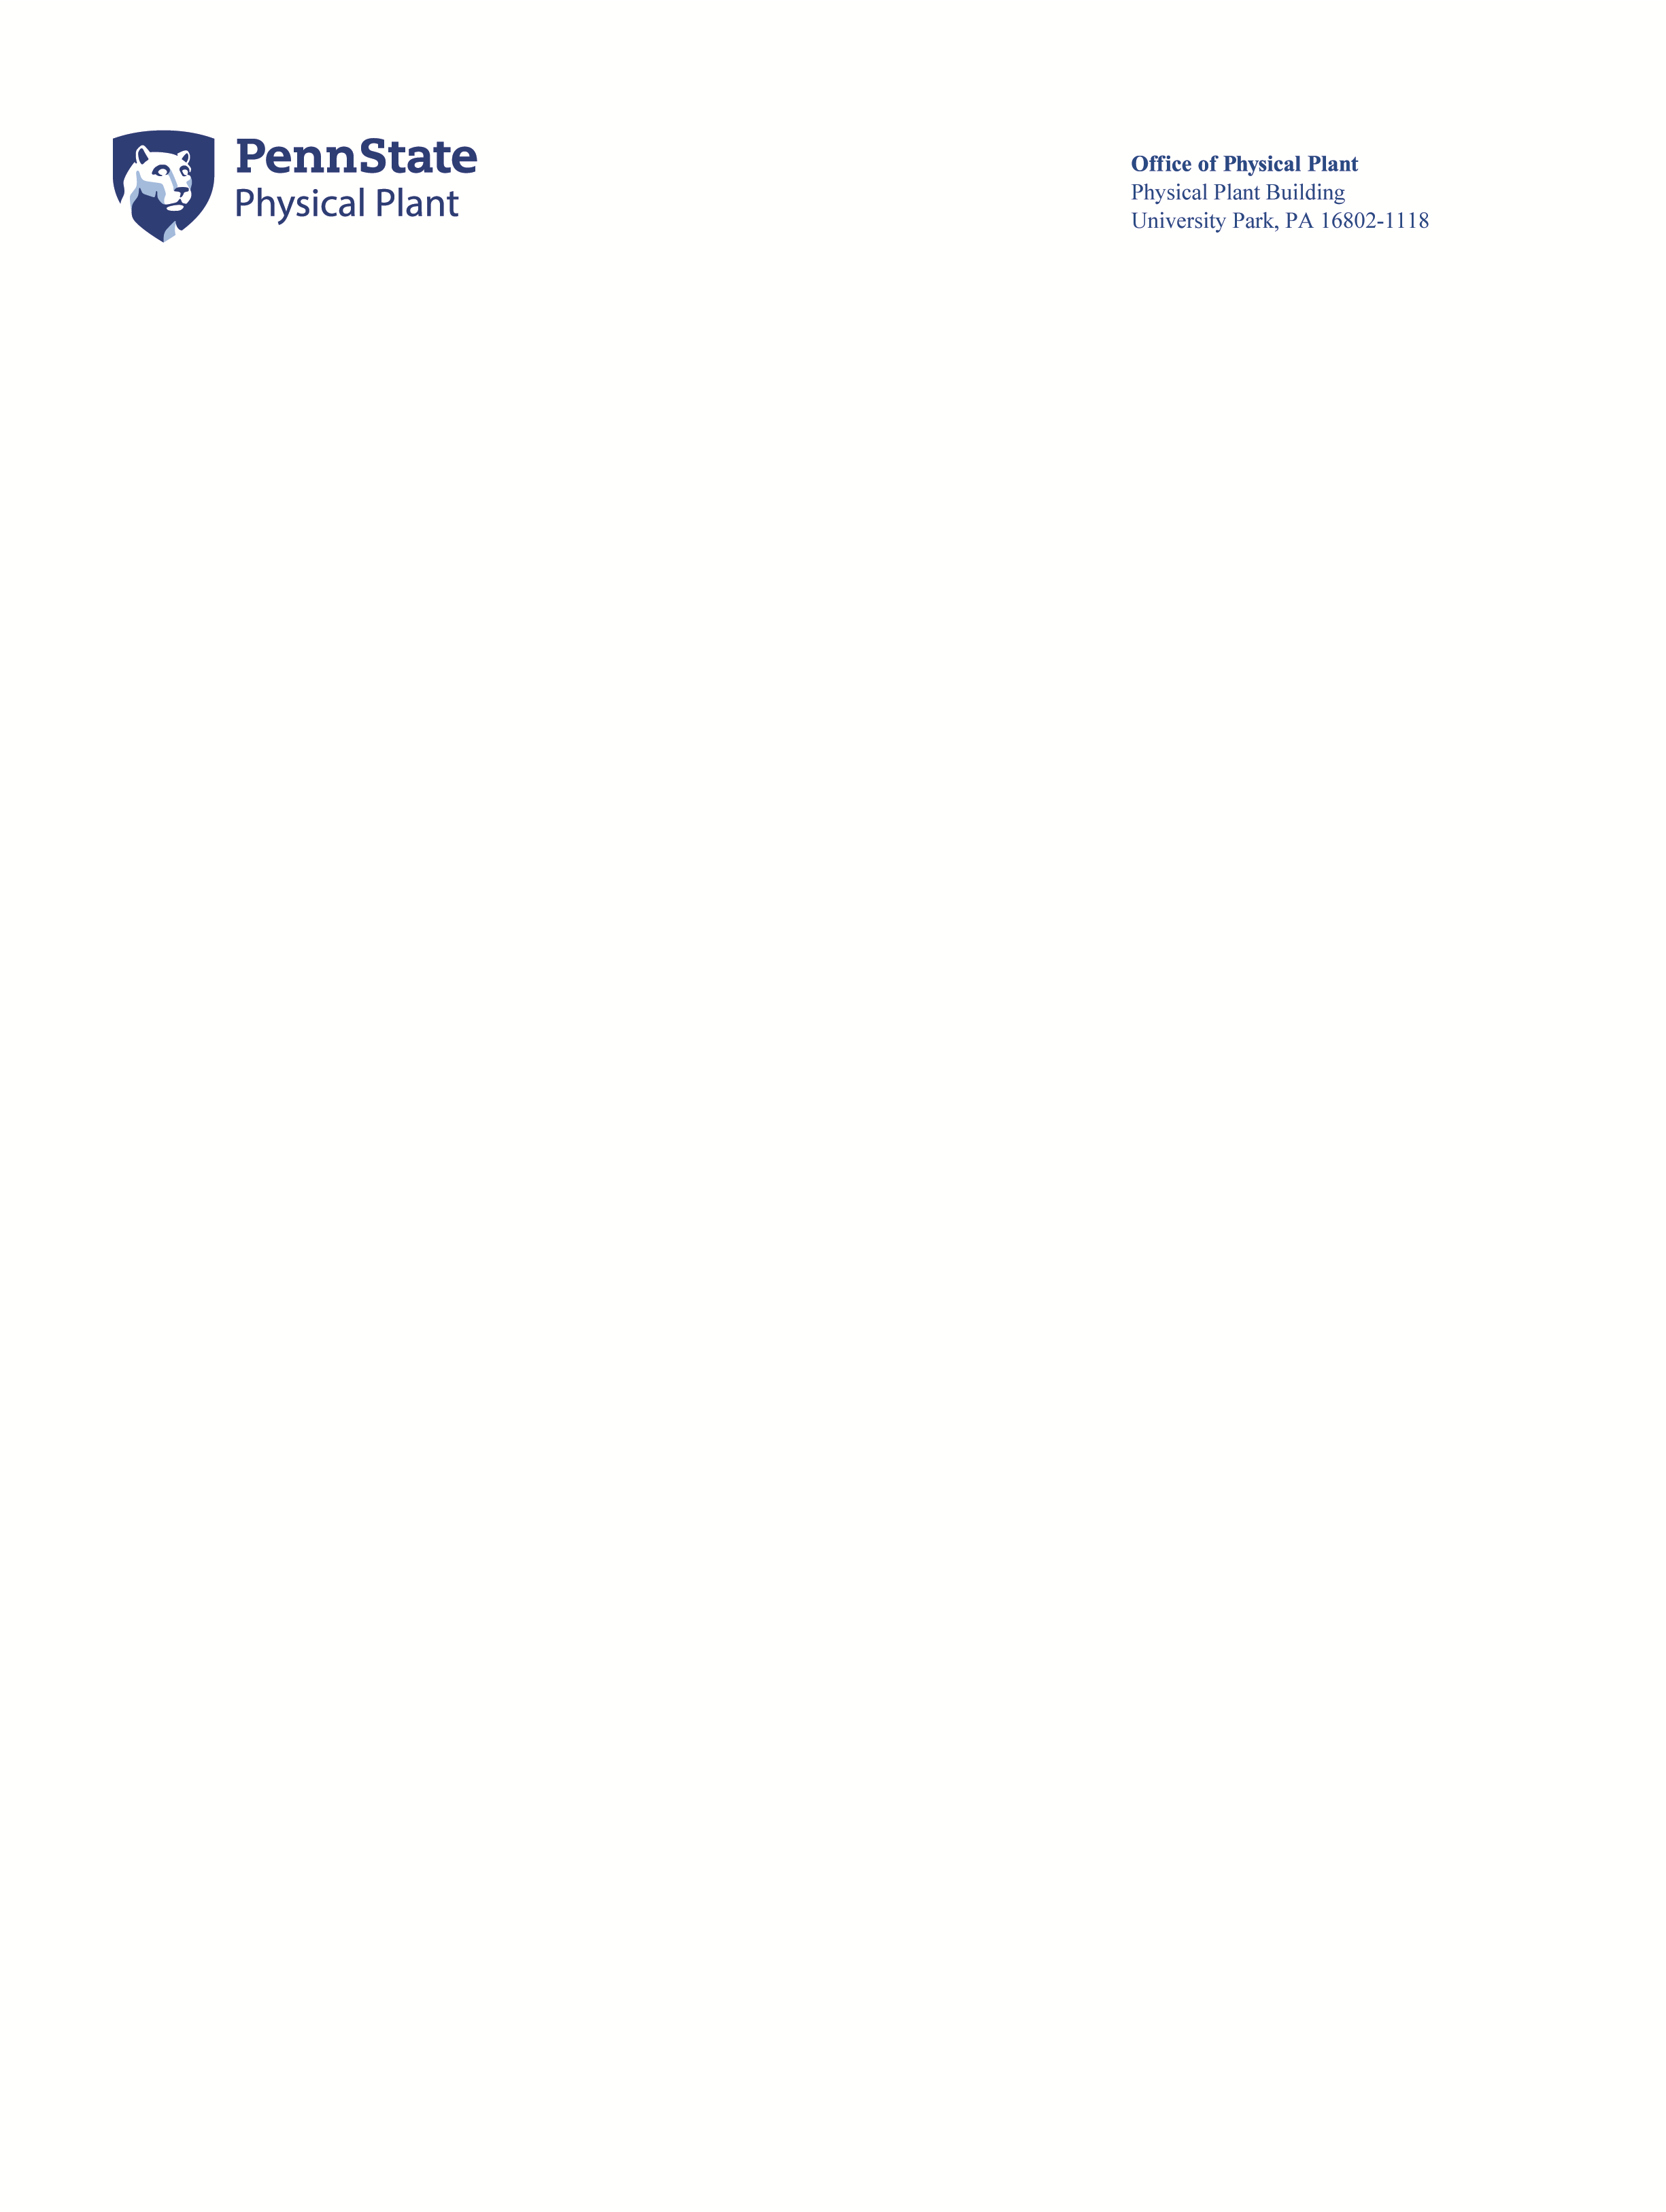 PennState
Physical Plant
Office of Physical Plant
Physical Plant Building
University Park, PA 16802-1118